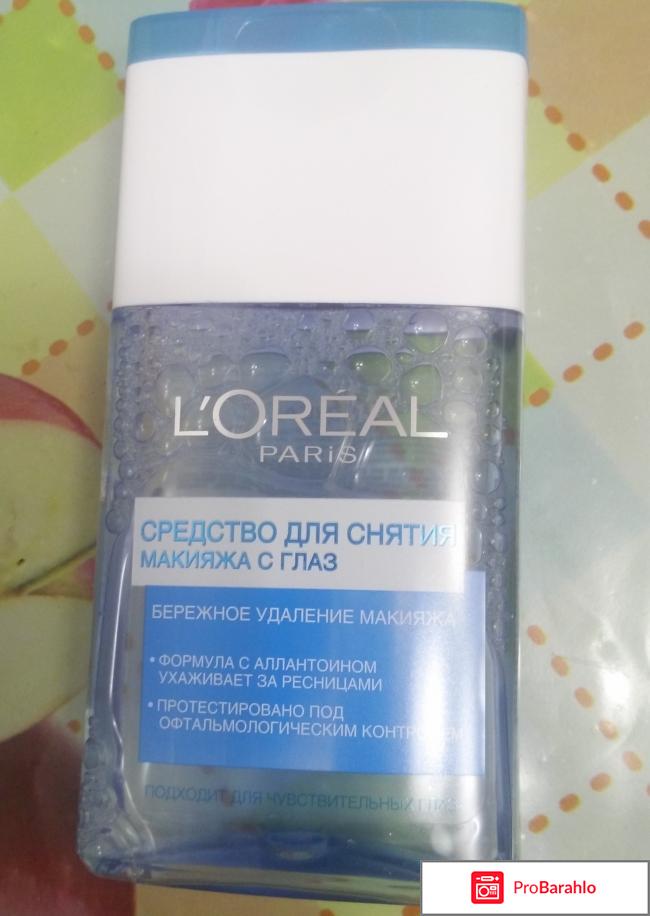 L'ORÉAL
PARiS
СРЕДСТВО ДЛЯ СНЯТИЯ
МАКИЯЖА С ГЛАЗ
БЕРЕЖНОЕ УДАЛЕНИЕ МАКИЯЖА
• ФОРМУЛА С АЛЛАНТОИНОМ
УХАЖИВАЕТ ЗА РЕСНИЦАМИ
• ПРОТЕСТИРОВАНО ПОД
ОФТАЛЬМОЛОГИЧЕСКИМ КОНТРОЛЕМ
ПОДХОДИТ ДЛЯ ЧУВСТВИТЕЛЬНЫХ ГЛАЗ
ProBarahlo